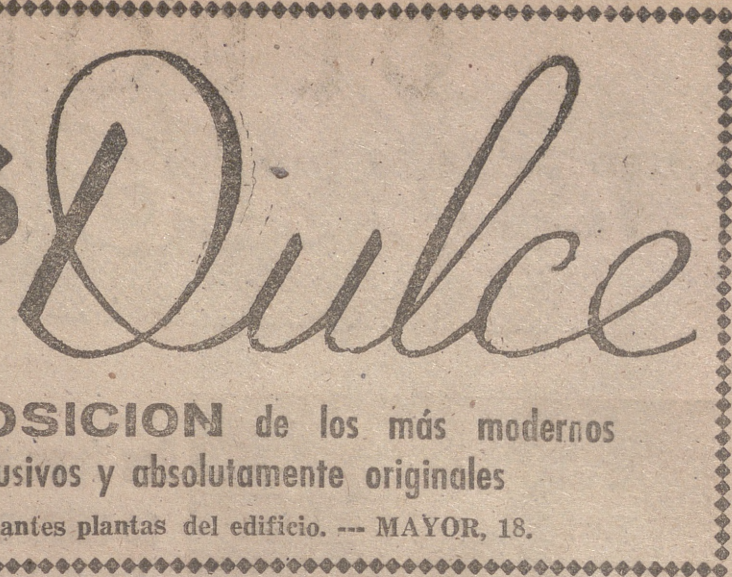 S Dulce
OSICION de los más modernos
usivos y absolutamente originales
antes plantas del edificio. --- MAYOR, 18.